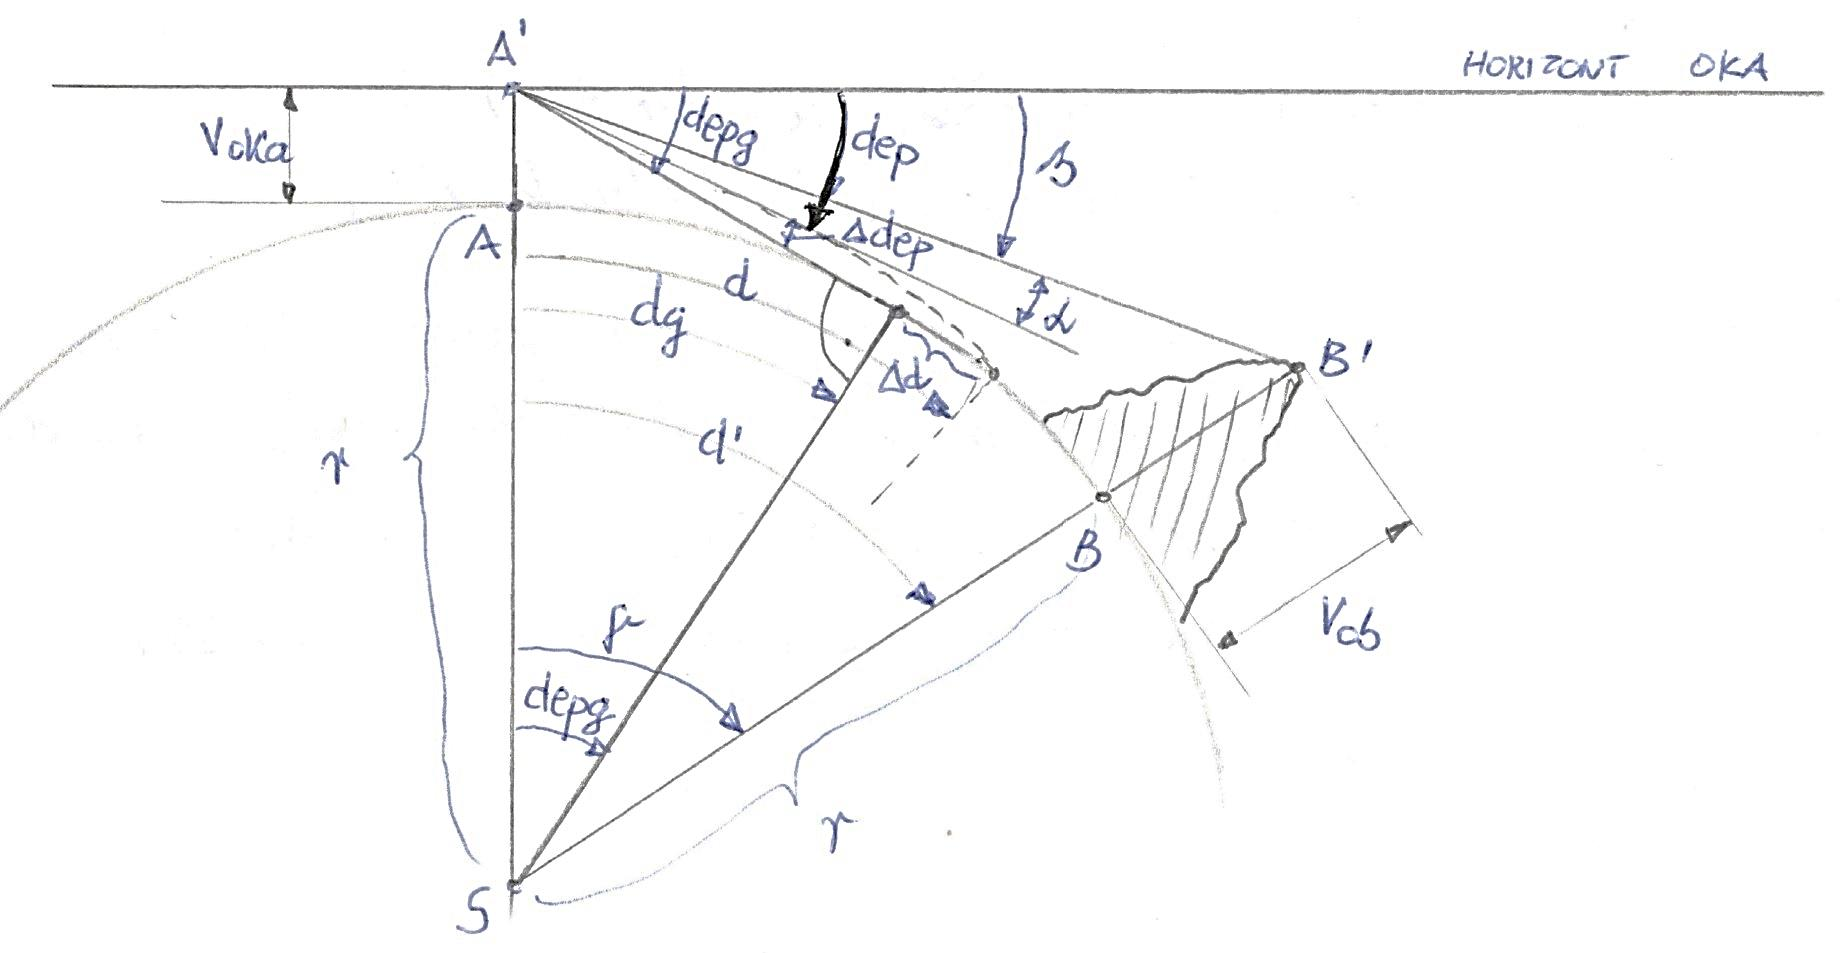 A'
HORIZONT OKA
Voka
depg
dep
β
A
Δdep
d
dg
α
B'
Δd
d'
r
B
Vob
depg
r
S